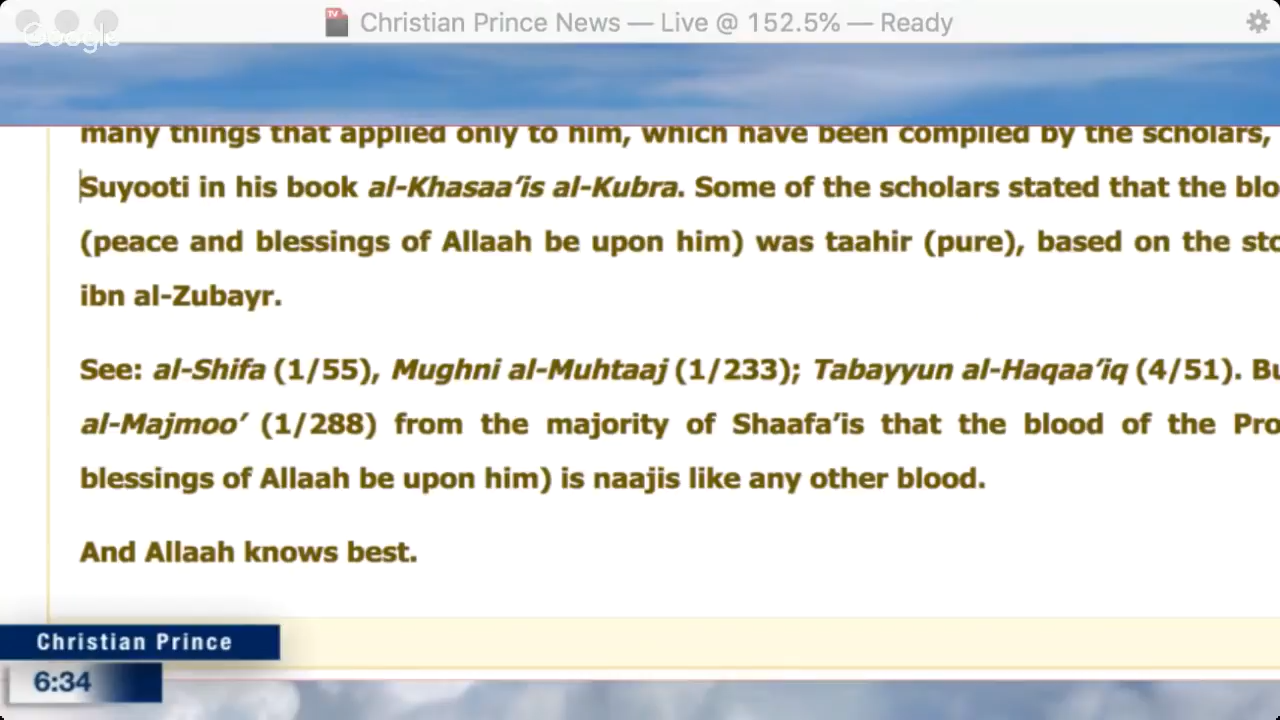 Christian Prince News — Live @ 152.5% — Ready
Google
many things that applied only to him, which have been compiled by the scholars,
Suyooti in his book al-Khasaa’is al-Kubra. Some of the scholars stated that the
(peace and blessings of Allaah be upon him) was taahir (pure), based on the
ibn al-Zubayr.
See: al-Shifa (1/55), Mughni al-Muhtaaj (1/233); Tabayyun al-Haqaa’iq (4/51).
al-Majmoo’ (1/288) from the majority of Shaafa’is that the blood of the
blessings of Allaah be upon him) is naajis like any other blood.
And Allaah knows best.
Christian Prince
6:34